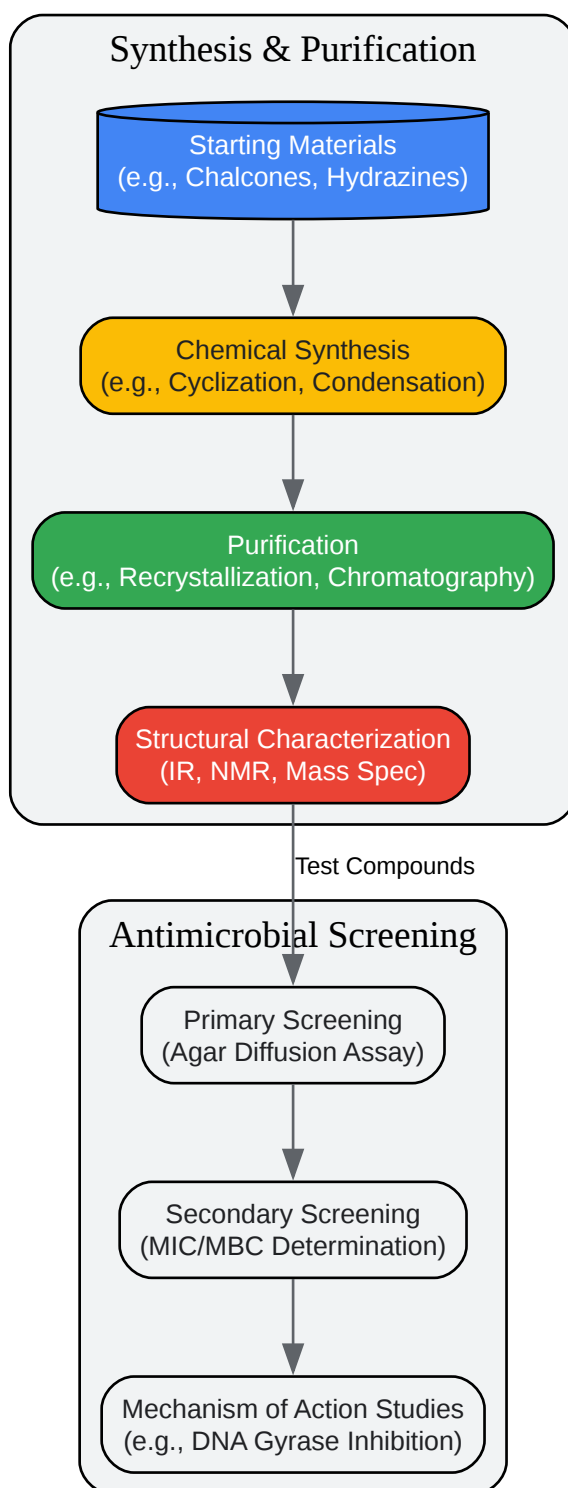 Synthesis & Purification
Starting Materials
(e.g., Chalcones, Hydrazines)
Chemical Synthesis
(e.g., Cyclization, Condensation)
Purification
(e.g., Recrystallization, Chromatography)
Structural Characterization
(IR, NMR, Mass Spec)
Test Compounds
Antimicrobial Screening
Primary Screening
(Agar Diffusion Assay)
Secondary Screening
(MIC/MBC Determination)
Mechanism of Action Studies
(e.g., DNA Gyrase Inhibition)